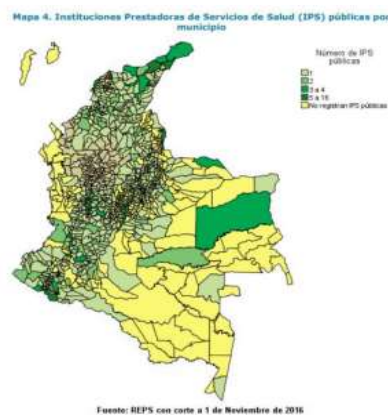 Mapa 4. Instituciones Prestadoras de Servicios de Salud (IPS) públicas por
municipio
Número de IPS
públicas
1
2
3 a 4
5 a 16
No registran IPS públicas
Fuente: REPS con corte a 1 de Noviembre de 2016